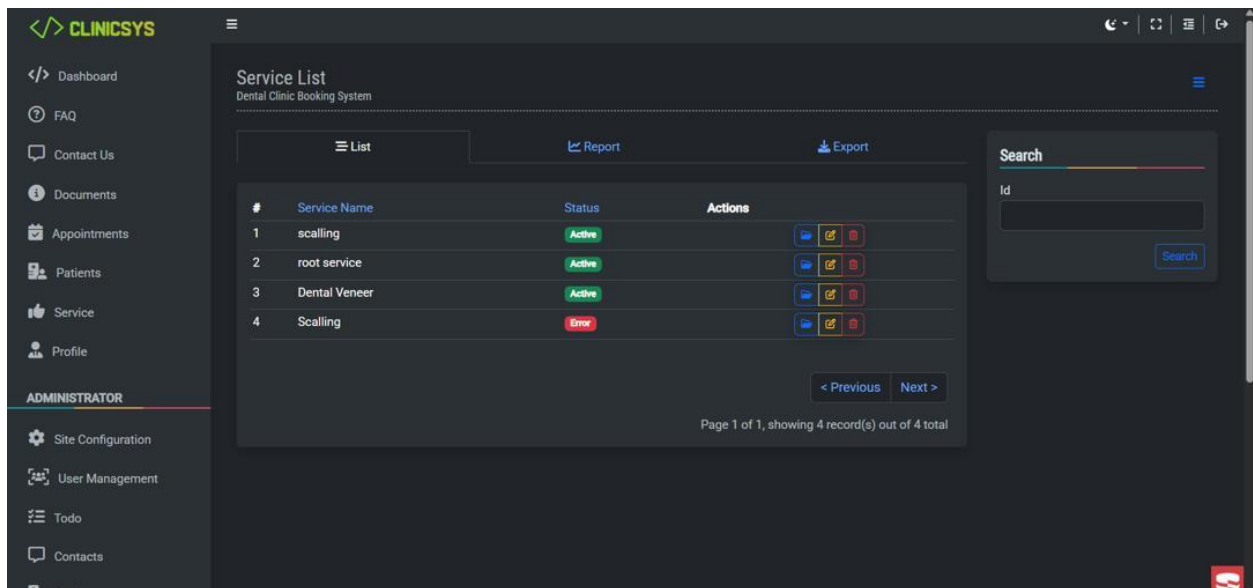 </> CLINICSYS
</> Dashboard
FAQ
Contact Us
Documents
Appointments
Patients
Service
Profile
ADMINISTRATOR
Site Configuration
User Management
Todo
Contacts
Service List
Dental Clinic Booking System
List Report Export
# Service Name Status Actions
1 scalling Active
2 root service Active
3 Dental Veneer Active
4 Scalling Error
< Previous Next >
Page 1 of 1, showing 4 record(s) out of 4 total
Search
Id
Search